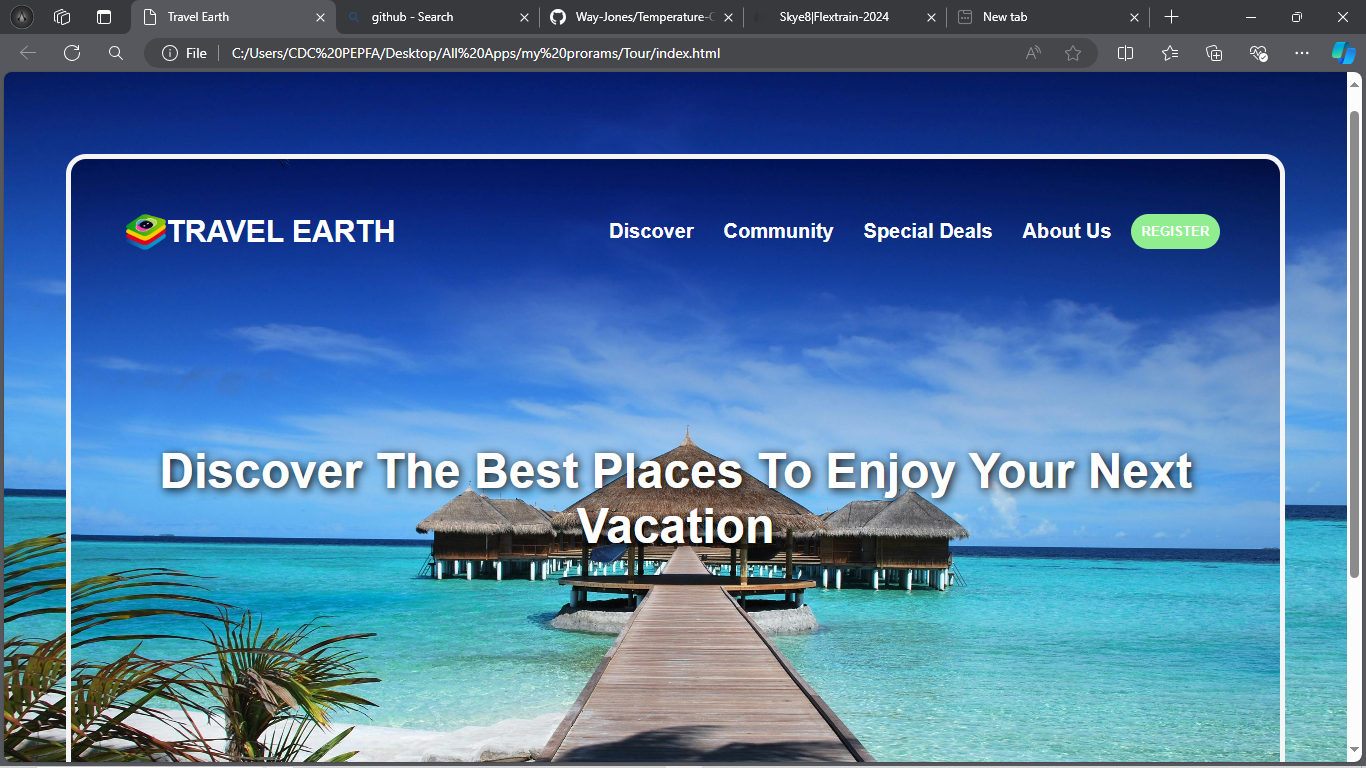 Travel Earth
github - Search
Way-Jones/Temperature-C
Skye8|Flextrain-2024
New tab
File
C:/Users/CDC%20PEPFA/Desktop/All%20Apps/my%20prorams/Tour/index.html
TRAVEL EARTH
Discover
Community
Special Deals
About Us
REGISTER
Discover The Best Places To Enjoy Your Next
Vacation